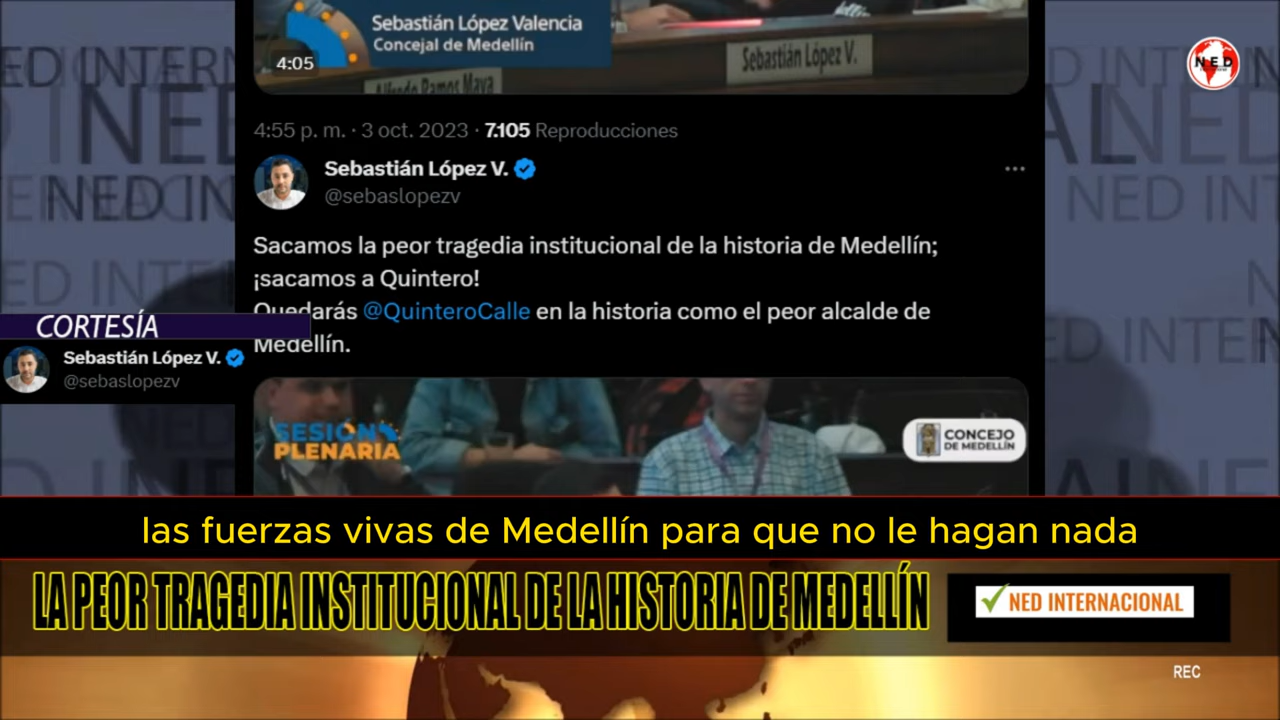 Sebastián López Valencia
Concejal de Medellín
4:05
Sebastián López V.
Alfredo Ramos Maya
NED
4:55 p. m. · 3 oct. 2023 · 7.105 Reproducciones
Sebastián López V.
@sebaslopezv
Sacamos la peor tragedia institucional de la historia de Medellín;
¡sacamos a Quintero!
Quedarás @QuinteroCalle en la historia como el peor alcalde de
Medellín.
CORTESÍA
Sebastián López V.
@sebaslopezv
SESIÓN
PLENARIA
CONCEJO
DE MEDELLÍN
las fuerzas vivas de Medellín para que no le hagan nada
LA PEOR TRAGEDIA INSTITUCIONAL DE LA HISTORIA DE MEDELLÍN
NED INTERNACIONAL
REC